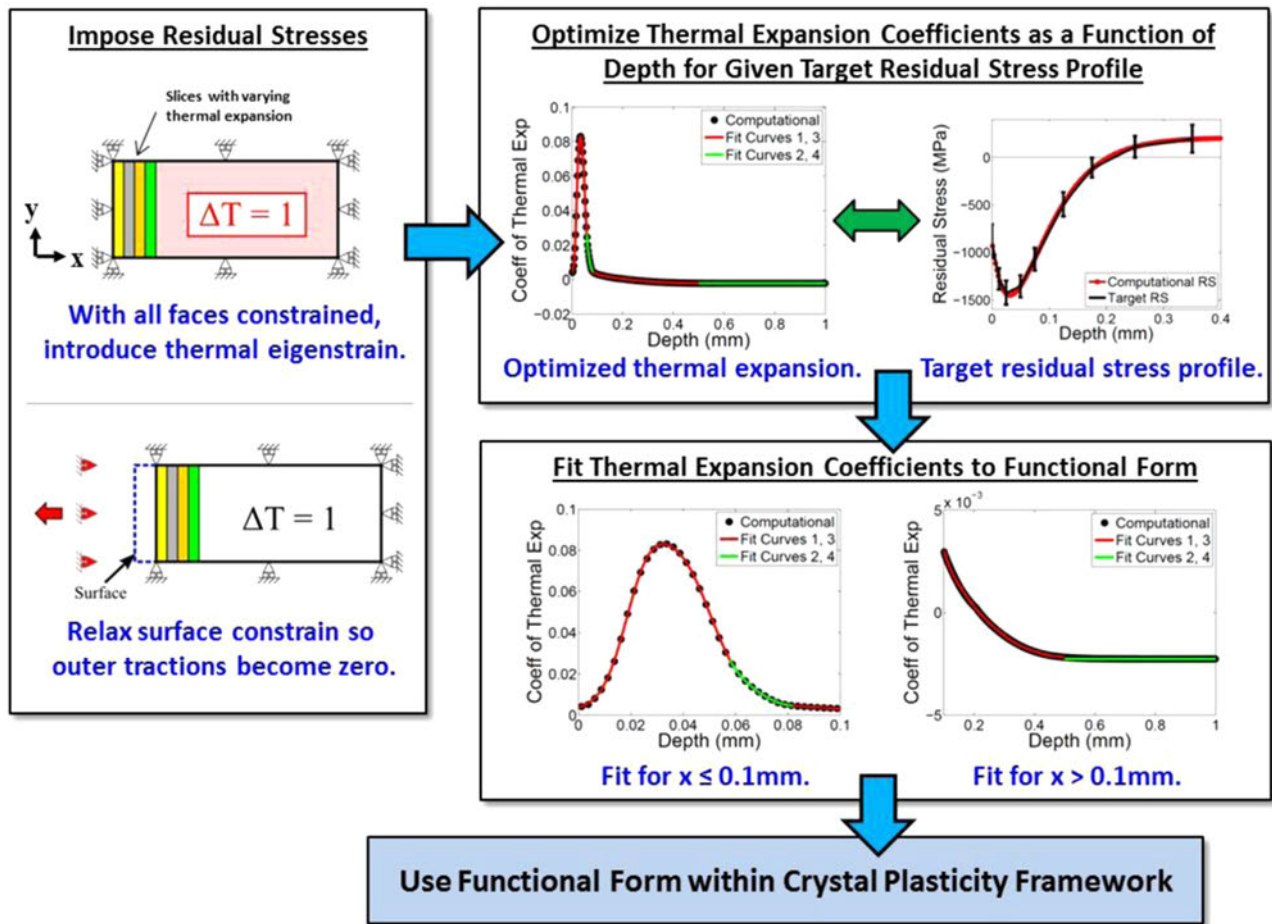 Impose Residual Stresses
Slices with varying
thermal expansion
ΔT = 1
y
x
With all faces constrained,
introduce thermal eigenstrain.
ΔT = 1
Surface
Relax surface constrain so
outer tractions become zero.
Optimize Thermal Expansion Coefficients as a Function of
Depth for Given Target Residual Stress Profile
Coeff of Thermal Exp
0.1
0.08
0.06
0.04
0.02
0
−0.02
Computational
Fit Curves 1, 3
Fit Curves 2, 4
0 0.2 0.4 0.6 0.8 1
Depth (mm)
Optimized thermal expansion.
Residual Stress (MPa)
0
−500
−1000
−1500
Computational RS
Target RS
0 0.1 0.2 0.3 0.4
Depth (mm)
Target residual stress profile.
Fit Thermal Expansion Coefficients to Functional Form
Coeff of Thermal Exp
0.1
0.08
0.06
0.04
0.02
0
Computational
Fit Curves 1, 3
Fit Curves 2, 4
0 0.02 0.04 0.06 0.08 0.1
Depth (mm)
Fit for x ≤ 0.1mm.
Coeff of Thermal Exp
x 10⁻³
5
0
−5
Computational
Fit Curves 1, 3
Fit Curves 2, 4
0.2 0.4 0.6 0.8 1
Depth (mm)
Fit for x > 0.1mm.
Use Functional Form within Crystal Plasticity Framework